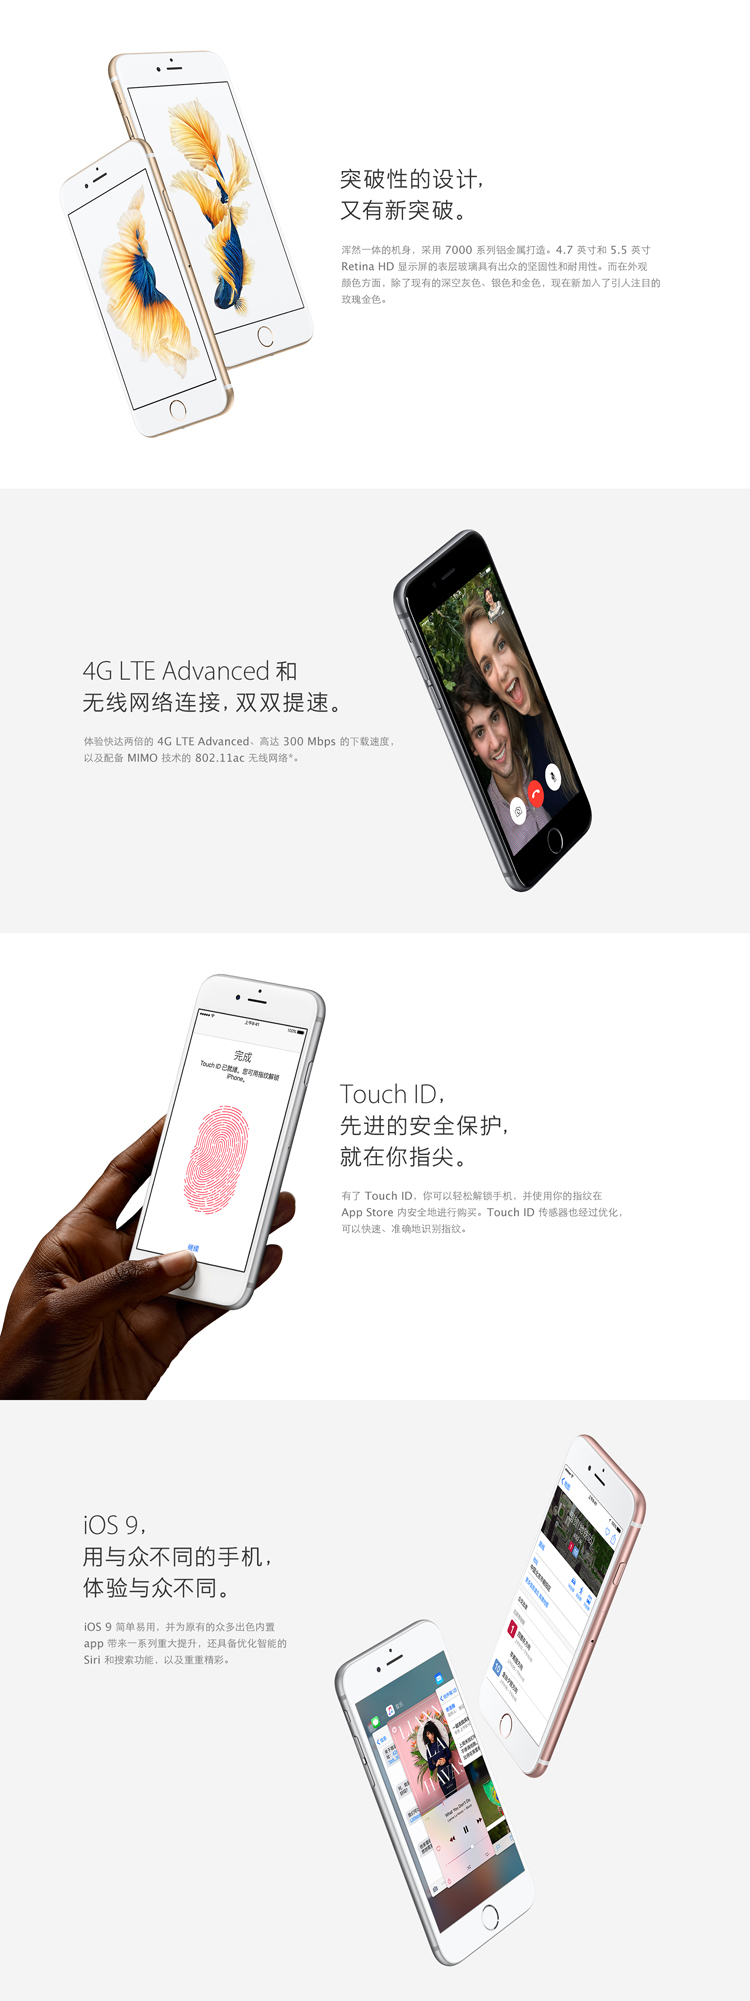 突破性的设计，
又有新突破。
浑然一体的机身，采用 7000 系列铝金属打造。4.7 英寸和 5.5 英寸
Retina HD 显示屏的表层玻璃具有出众的坚固性和耐用性。而在外观
颜色方面，除了现有的深空灰色、银色和金色，现在新加入了引人注目的
玫瑰金色。
4G LTE Advanced 和
无线网络连接，双双提速。
体验快达两倍的 4G LTE Advanced、高达 300 Mbps 的下载速度，
以及配备 MIMO 技术的 802.11ac 无线网络*。
上午9:41
100%
完成
Touch ID 已就绪。您可用指纹解锁
iPhone。
继续
Touch ID，
先进的安全保护，
就在你指尖。
有了 Touch ID，你可以轻松解锁手机，并使用你的指纹在
App Store 内安全地进行购买。Touch ID 传感器也经过优化，
可以快速、准确地识别指纹。
iOS 9，
用与众不同的手机，
体验与众不同。
iOS 9 简单易用，并为原有的众多出色内置
app 带来一系列重大提升，还具备优化智能的
Siri 和搜索功能，以及重重精彩。
音乐
LIANNE
LA
HAVAS
What You Don't Do